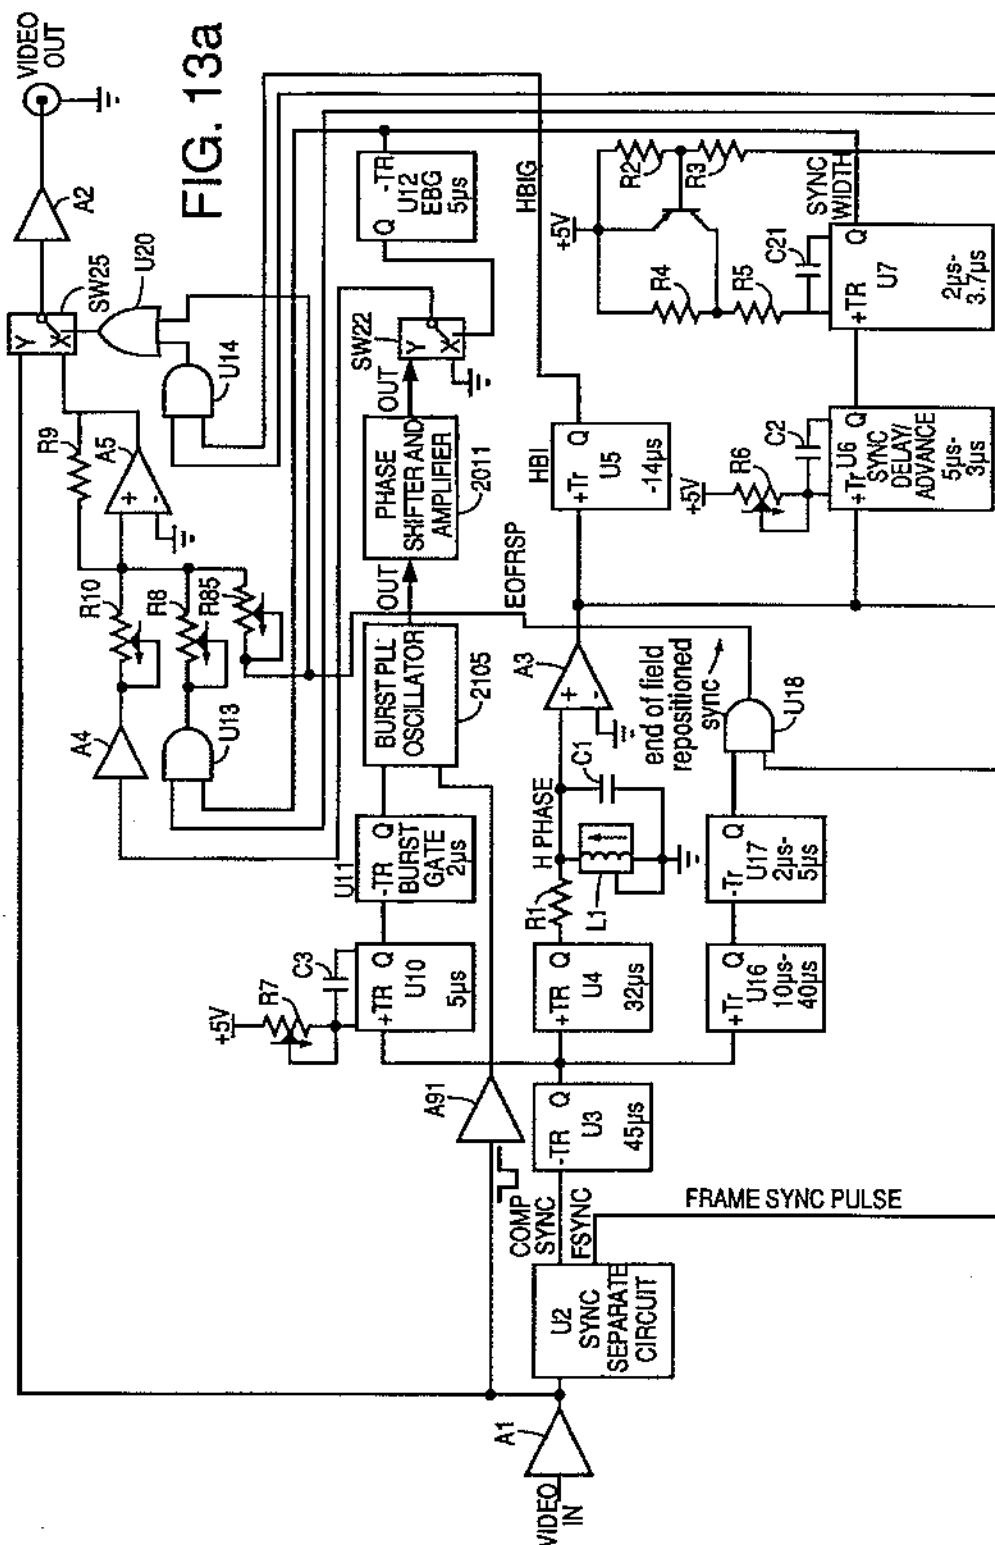 FIG. 13a
VIDEO
IN
A1
U2
SYNC
SEPARATE
CIRCUIT
COMP
SYNC
FSYNC
FRAME SYNC PULSE
A91
-TR Q
U3
45µs
+5V
R7
C3
+TR Q
U10
5µs
U11
-TR Q
BURST
GATE
2µs
BURST PLL
OSCILLATOR
2105
OUT
PHASE
SHIFTER AND
AMPLIFIER
2011
OUT
SW22
Y
X
Q -TR
U12
EBG
5µs
+TR Q
U4
32µs
R1
H PHASE
L1
C1
A3
+
-
EOFRSP
+Tr Q
U16
10µs-
40µs
-Tr Q
U17
2µs-
5µs
U18
end of field
repositioned
sync
HBI
+Tr Q
U5
-14µs
HBIG
+5V
R6
C2
+Tr U6 Q
SYNC
DELAY/
ADVANCE
5µs-
3µs
+5V
R2
R3
R4
R5
C21
+TR Q
U7
2µs-
3.7µs
SYNC
WIDTH
A4
U13
R10
R8
R85
R9
A5
+
-
U14
U20
SW25
Y
X
A2
VIDEO
OUT